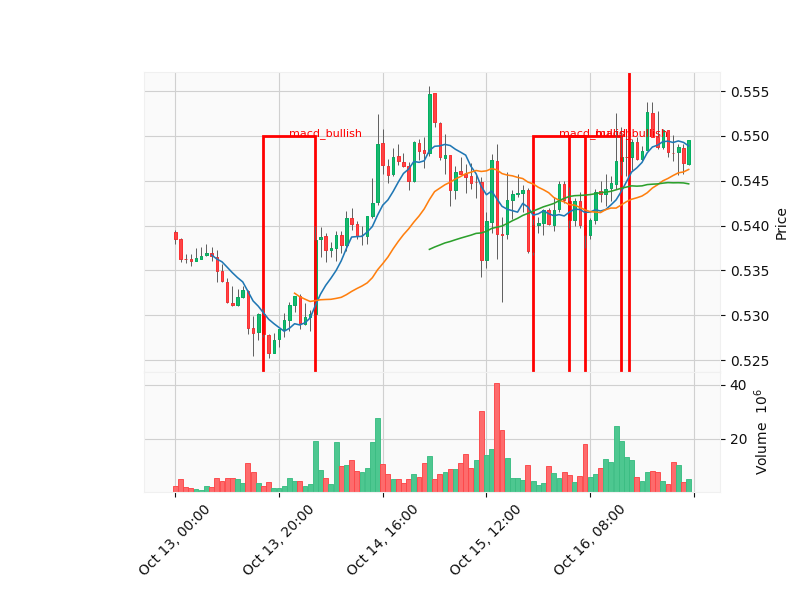 0.555
0.550
0.545
0.540
0.535
0.530
0.525
Price
macd_bullish
40
20
Volume 10^6
Oct 13, 00:00
Oct 13, 20:00
Oct 14, 16:00
Oct 15, 12:00
Oct 16, 08:00